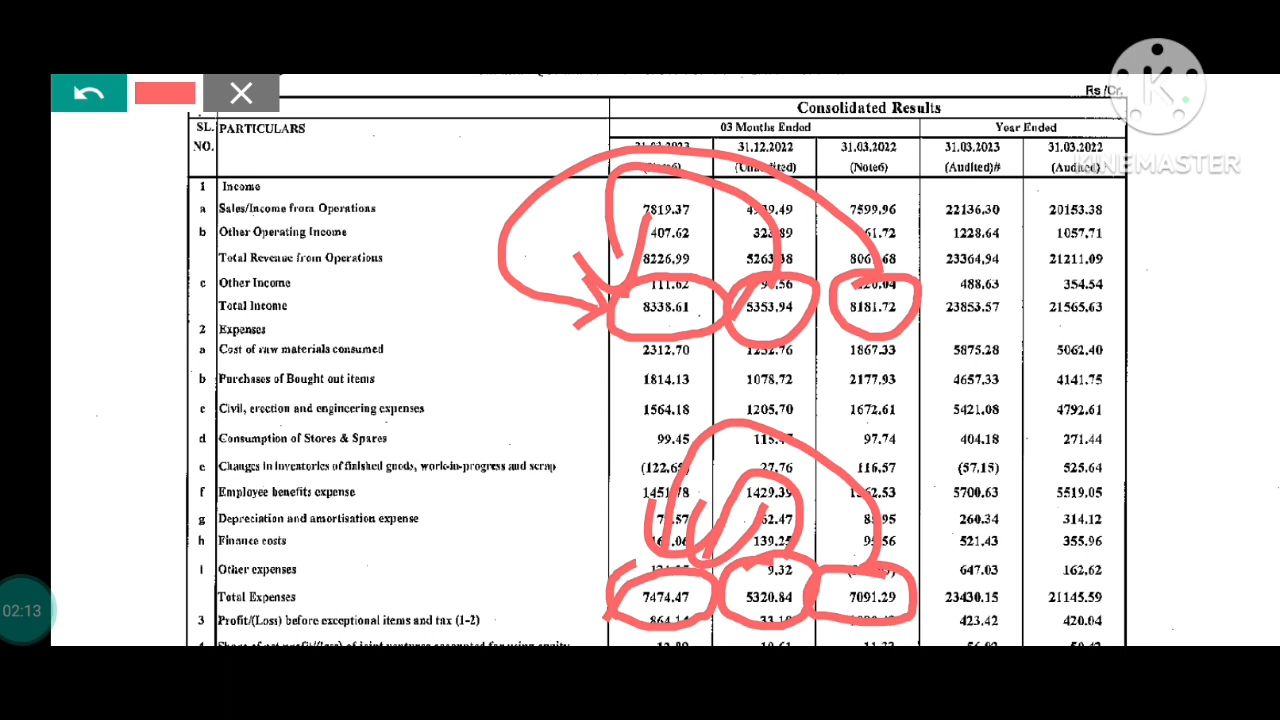 Rs /Cr.
Consolidated Results
SL. PARTICULARS 03 Months Ended Year Ended
NO. 31.12.2022 31.03.2022 31.03.2023 31.03.2022
(Note6) (Audited)# (Audited)
KINEMASTER
1 Income
a Sales/Income from Operations 7819.37 7599.96 22136.30 20153.38
b Other Operating Income 407.62 1228.64 1057.71
Total Revenue from Operations 8226.99 23364.94 21211.09
c Other Income 111.62 488.63 354.54
Total Income 8338.61 5353.94 8181.72 23853.57 21565.63
2 Expenses
a Cost of raw materials consumed 2312.70 1867.33 5875.28 5062.40
b Purchases of Bought out items 1814.13 1078.72 2177.93 4657.33 4141.75
c Civil, erection and engineering expenses 1564.18 1205.70 1672.61 5421.08 4792.61
d Consumption of Stores & Spares 99.45 97.74 404.18 271.44
e Changes in inventories of finished goods, work-in-progress and scrap 27.76 116.57 (57.15) 525.64
f Employee benefits expense 1429.39 5700.63 5519.05
g Depreciation and amortisation expense 260.34 314.12
h Finance costs 139.25 521.43 355.96
i Other expenses 9.32 647.03 162.62
Total Expenses 7474.47 5320.84 7091.29 23430.15 21145.59
3 Profit/(Loss) before exceptional items and tax (1-2) 423.42 420.04
02:13